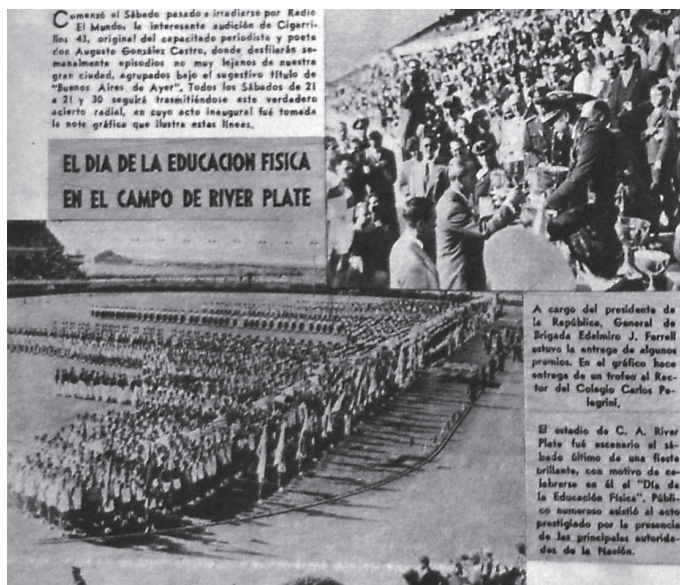 Comenzó el Sábado pasado a irradiarse por Radio
El Mundo, la interesante audición de Cigarri-
llos 43, original del capacitado periodista y poeta
don Augusto González Castro, donde desfilarán se-
manalmente episodios no muy lejanos de nuestra
gran ciudad, agrupados bajo el sugestivo título de
"Buenos Aires de Ayer". Todos los Sábados de 21
a 21 y 30 seguirá trasmitiéndose este verdadero
acierto radial, en cuyo acto inaugural fué tomada
la nota gráfica que ilustra estas líneas.
EL DIA DE LA EDUCACION FISICA
EN EL CAMPO DE RIVER PLATE
A cargo del presidente de
la República, General de
Brigada Edelmiro J. Farrell
estuvo la entrega de algunos
premios. En el gráfico hace
entrega de un trofeo al Rec-
tor del Colegio Carlos Pe-
legrini.
El estadio de C. A. River
Plate fué escenario el sá-
bado último de una fiesta
brillante, con motivo de ce-
lebrarse en él el "Día de
la Educación Física". Públi-
co numeroso asistió al acto
prestigiado por la presencia
de las principales autorida-
des de la Nación.